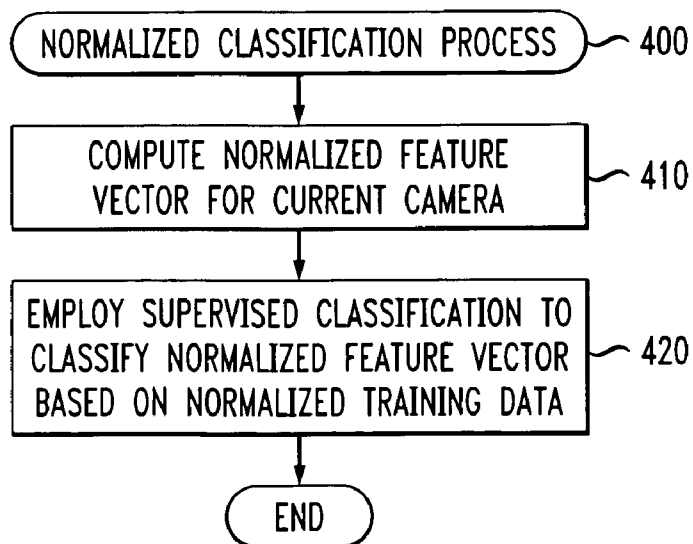 NORMALIZED CLASSIFICATION PROCESS
400
COMPUTE NORMALIZED FEATURE
VECTOR FOR CURRENT CAMERA
410
EMPLOY SUPERVISED CLASSIFICATION TO
CLASSIFY NORMALIZED FEATURE VECTOR
BASED ON NORMALIZED TRAINING DATA
420
END